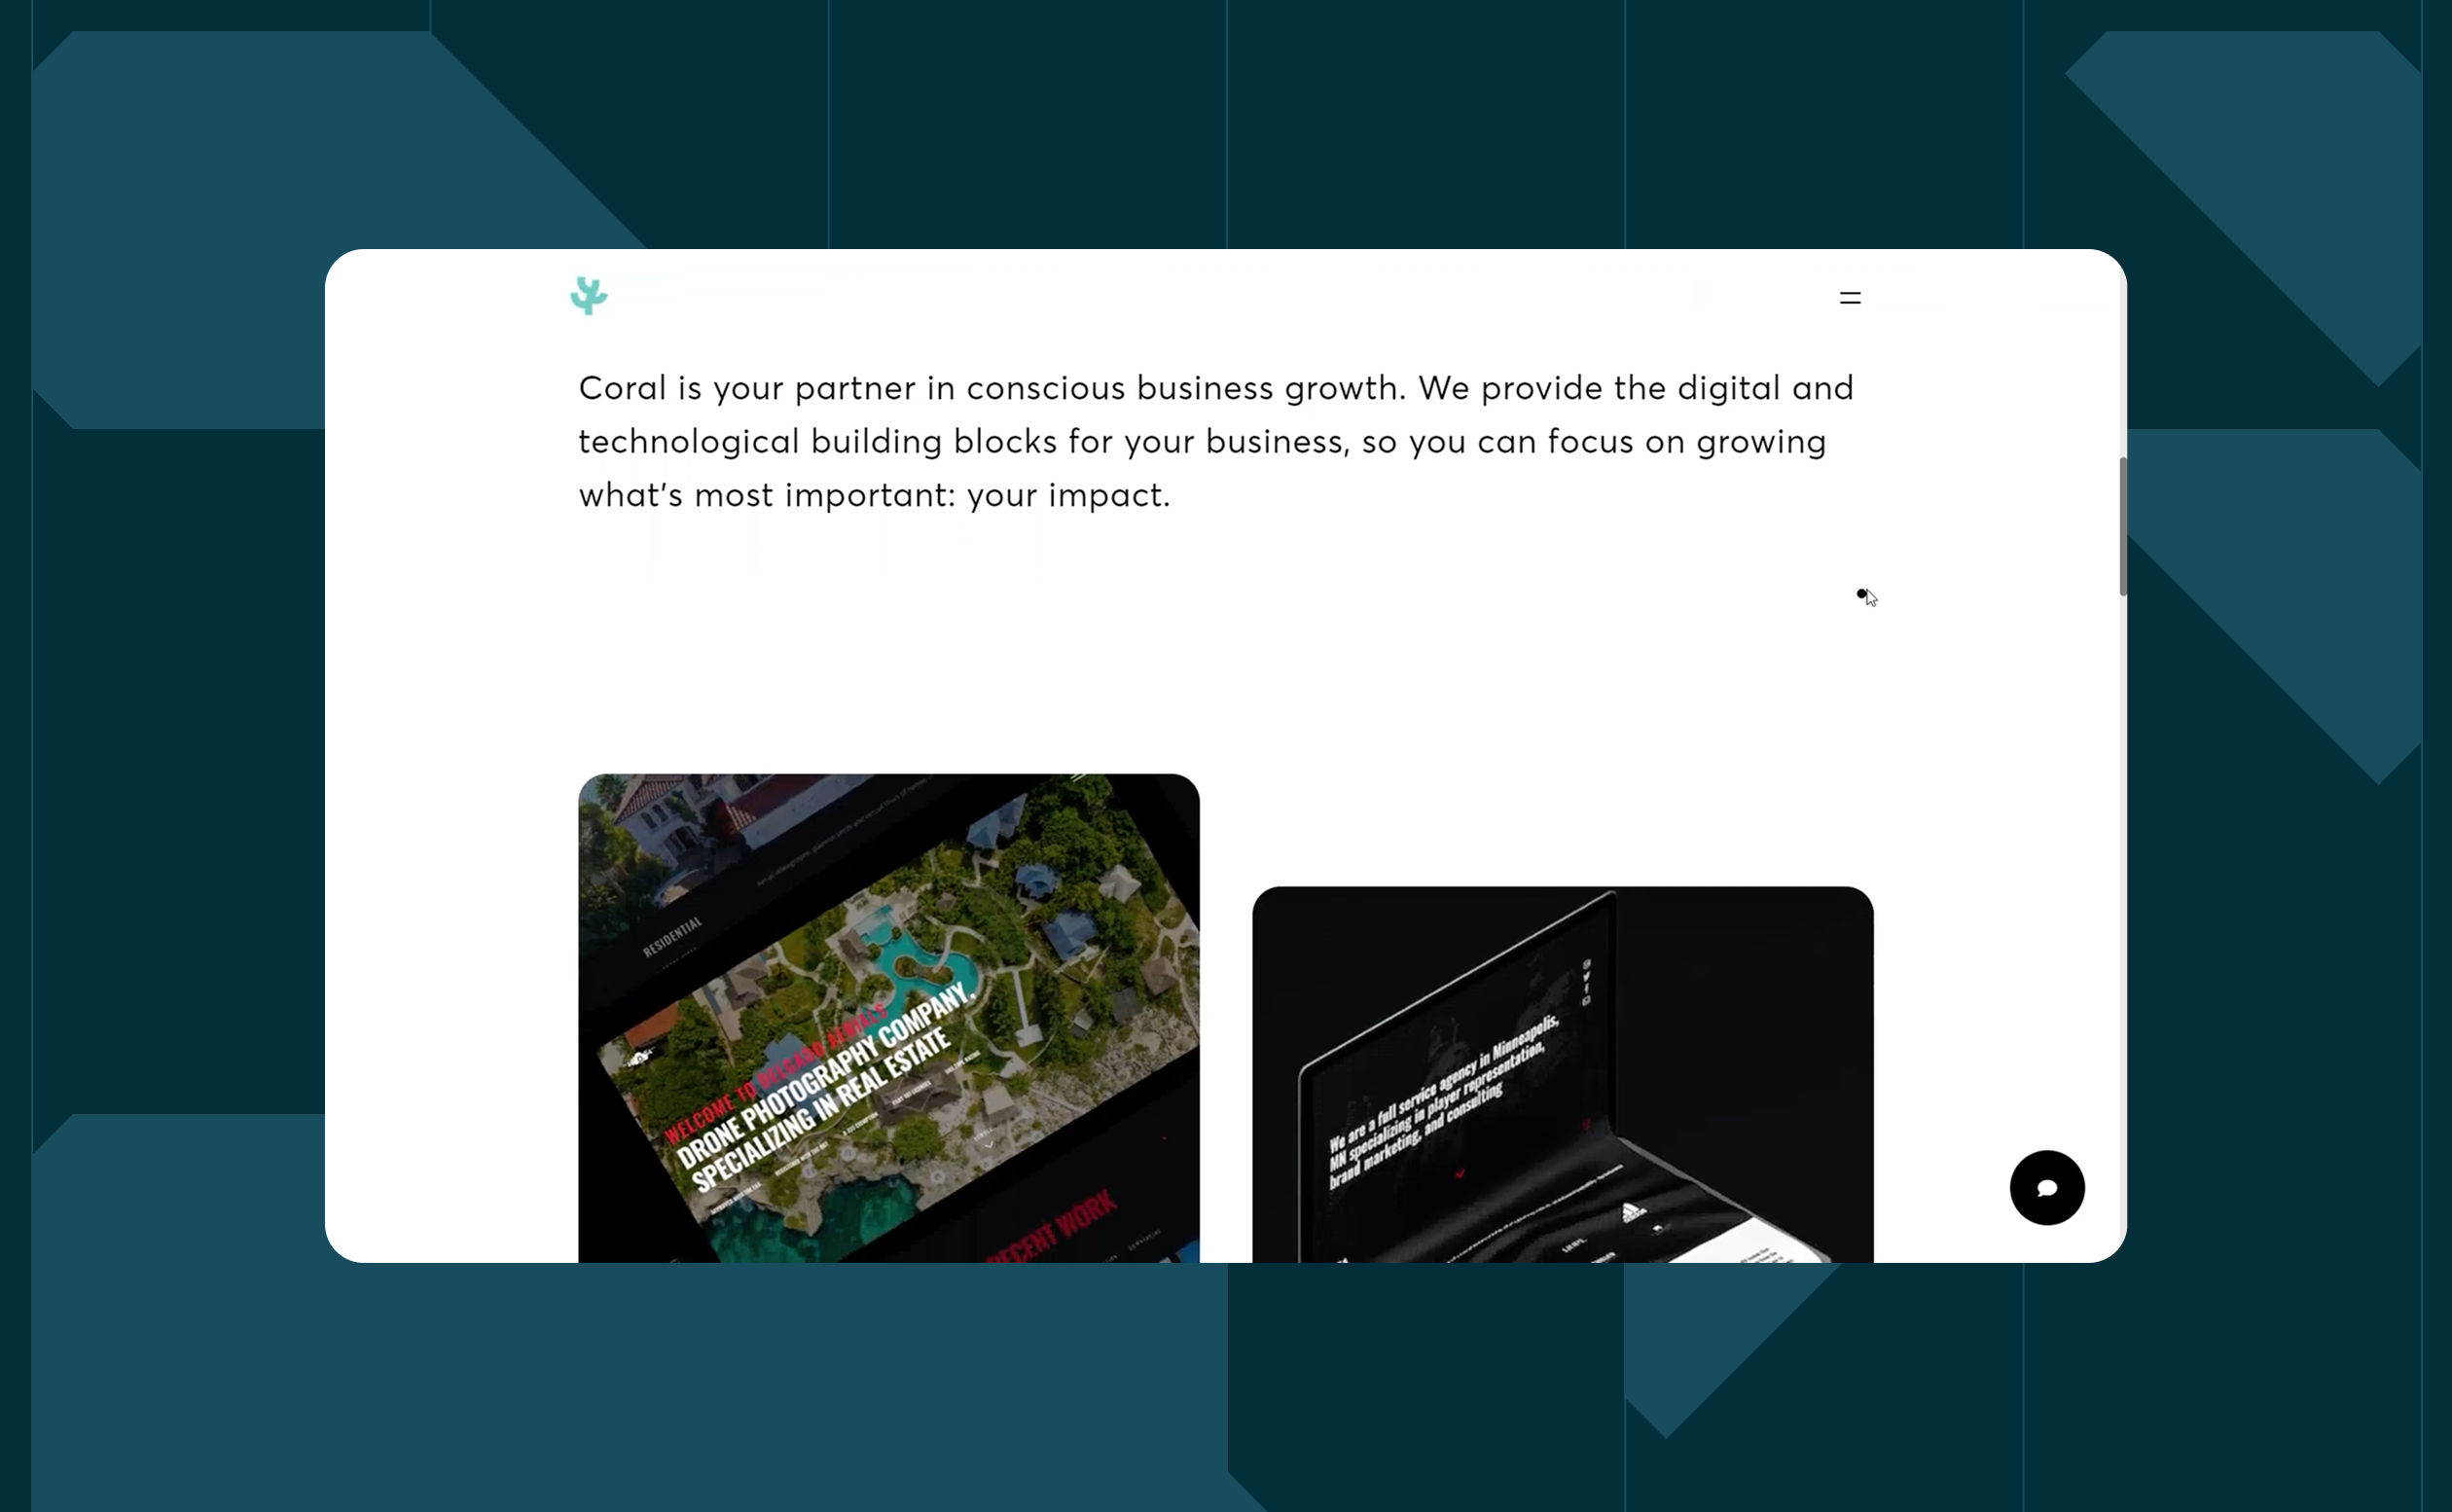 Coral is your partner in conscious business growth. We provide the digital and
technological building blocks for your business, so you can focus on growing
what's most important: your impact.
RESIDENTIAL
WELCOME TO DELGADO AERIALS
DRONE PHOTOGRAPHY COMPANY,
SPECIALIZING IN REAL ESTATE
RECENT WORK
We are a full service agency in Minneapolis,
MN specializing in player representation,
brand marketing, and consulting